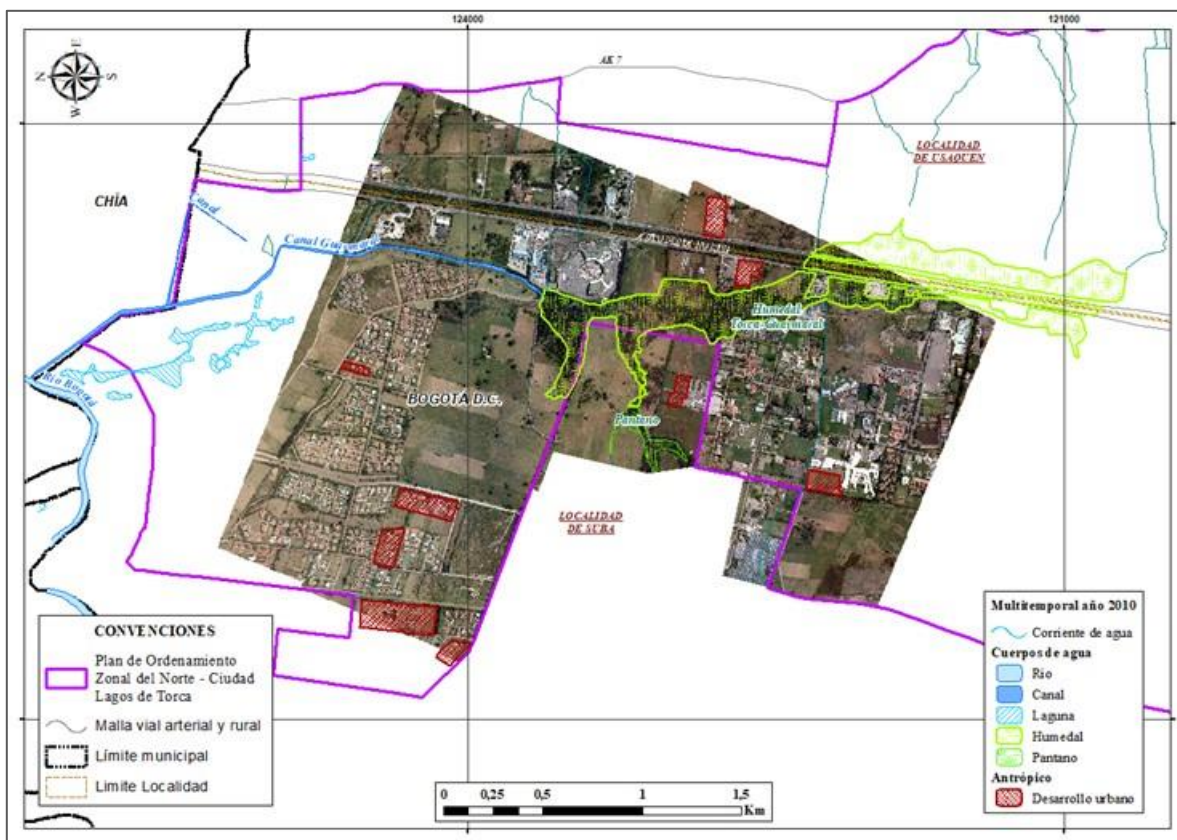 124000
121000
E
N
S
W
AK 7
LOCALIDAD
DE USAQUEN
CHÍA
Canal
Canal Guaymaral
Humedal
Torca-Guaymaral
Río Bogotá
BOGOTA D.C.
Pantano
LOCALIDAD
DE SUBA
CONVENCIONES
Plan de Ordenamiento
Zonal del Norte - Ciudad
Lagos de Torca
Malla vial arterial y rural
Límite municipal
Limite Localidad
0 0,25 0,5 1 1,5
Km
Multitemporal año 2010
Corriente de agua
Cuerpos de agua
Río
Canal
Laguna
Humedal
Pantano
Antrópico
Desarrollo urbano